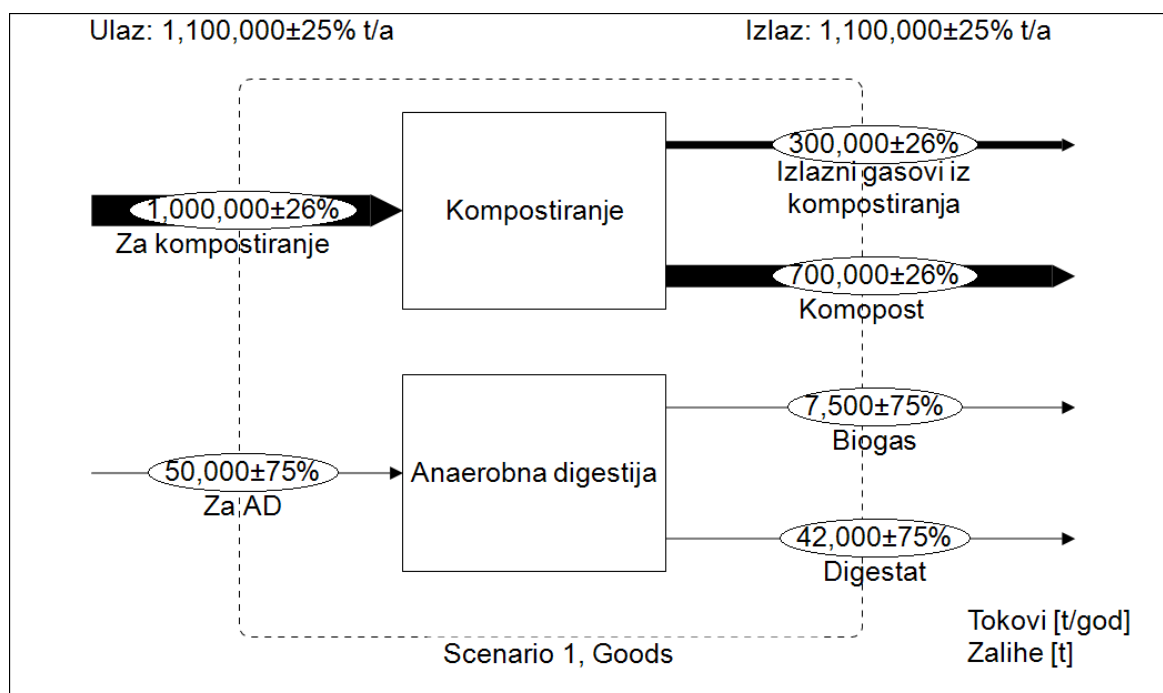 Ulaz: 1,100,000±25% t/a
Izlaz: 1,100,000±25% t/a
1,000,000±26%
Za kompostiranje
Kompostiranje
300,000±26%
Izlazni gasovi iz
kompostiranja
700,000±26%
Komopost
50,000±75%
Za AD
Anaerobna digestija
7,500±75%
Biogas
42,000±75%
Digestat
Scenario 1, Goods
Tokovi [t/god]
Zalihe [t]